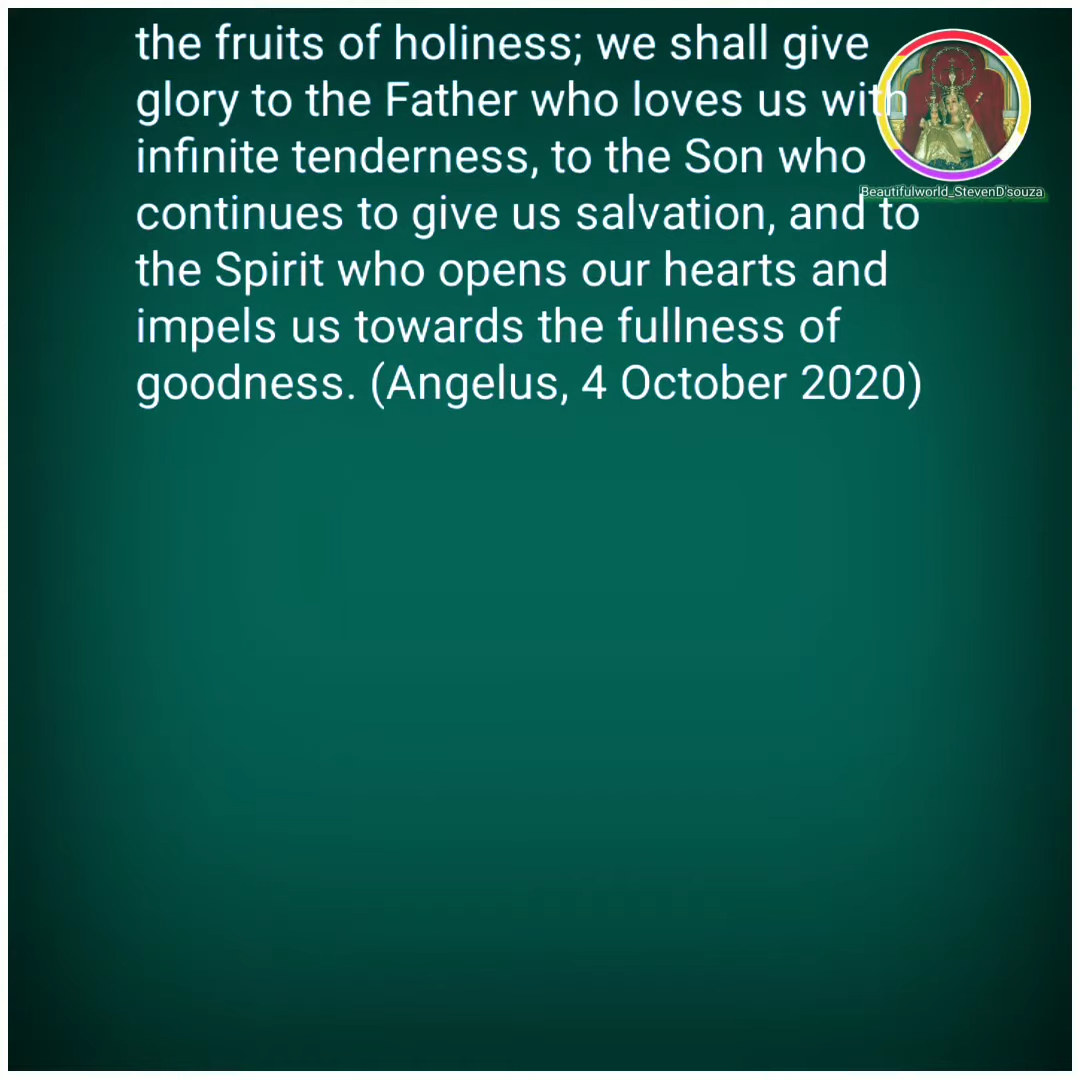 the fruits of holiness; we shall give
glory to the Father who loves us with
infinite tenderness, to the Son who
continues to give us salvation, and to
the Spirit who opens our hearts and
impels us towards the fullness of
goodness. (Angelus, 4 October 2020)
Beautifulworld_StevenD'souza